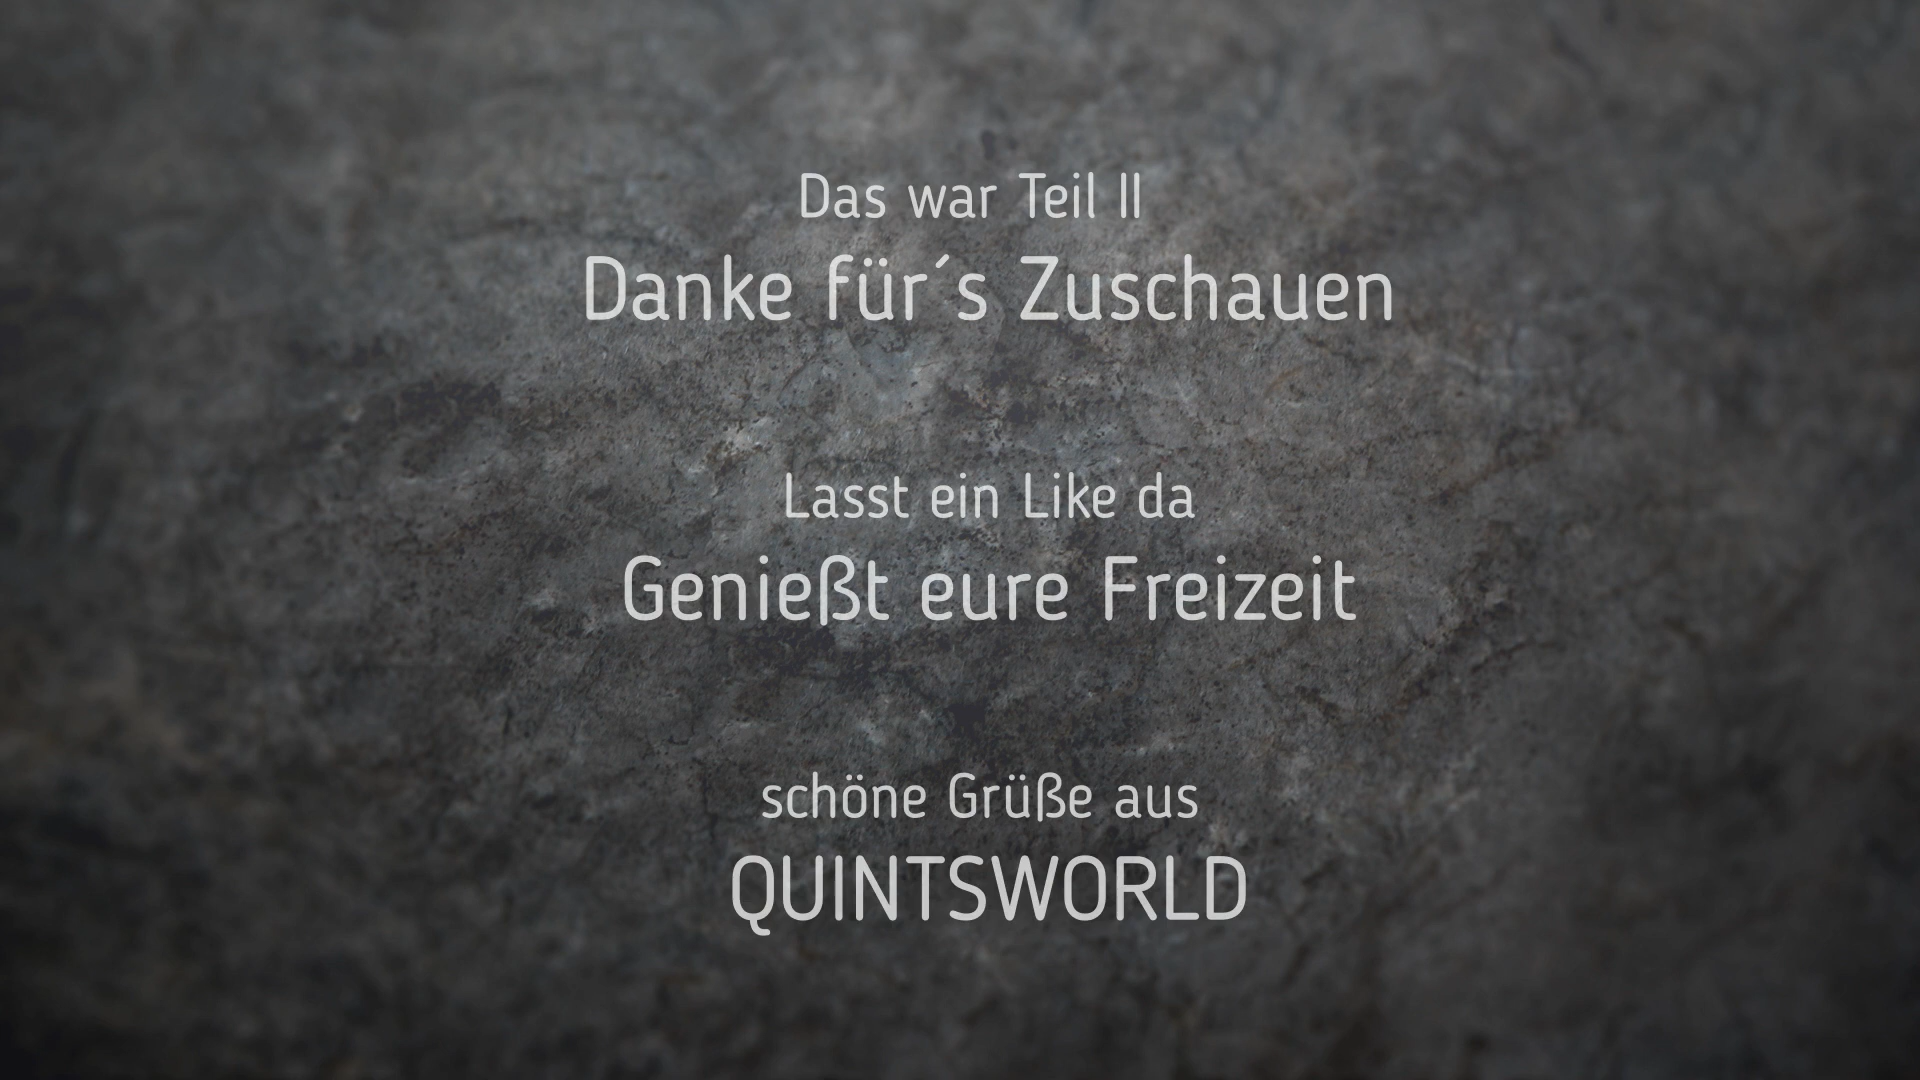 Das war Teil II
Danke für´s Zuschauen
Lasst ein Like da
Genießt eure Freizeit
schöne Grüße aus
QUINTSWORLD